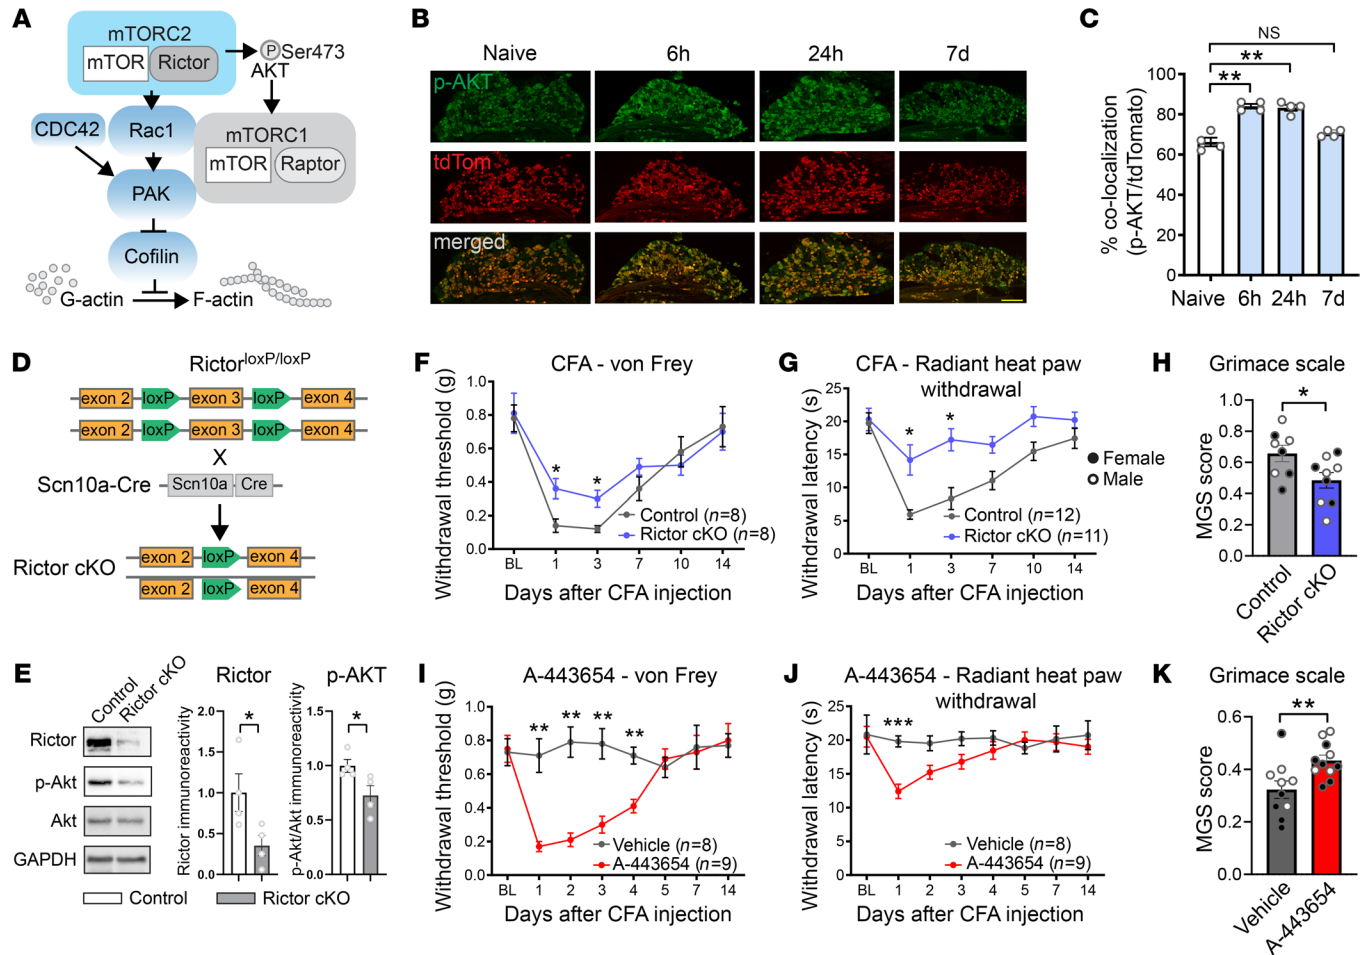 A
mTORC2
mTOR
Rictor
P
Ser473
AKT
CDC42
Rac1
mTORC1
mTOR
Raptor
PAK
Cofilin
G-actin
F-actin
B
Naive
6h
24h
7d
p-AKT
tdTom
merged
C
NS
**
**
% co-localization
(p-AKT/tdTomato)
100
80
60
40
20
0
Naive
6h
24h
7d
D
Rictor^loxP/loxP
exon 2
loxP
exon 3
loxP
exon 4
exon 2
loxP
exon 3
loxP
exon 4
X
Scn10a-Cre
Scn10a
Cre
Rictor cKO
exon 2
loxP
exon 4
exon 2
loxP
exon 4
E
Control
Rictor cKO
Rictor
p-Akt
Akt
GAPDH
Rictor
Rictor immunoreactivity
2.0
1.5
1.0
0.5
0.0
*
p-AKT
p-Akt/Akt immunoreactivity
1.5
1.0
0.5
0.0
*
Control
Rictor cKO
F
CFA - von Frey
Withdrawal threshold (g)
1.0
0.8
0.6
0.4
0.2
0.0
*
*
Control (n=8)
Rictor cKO (n=8)
BL
1
3
7
10
14
Days after CFA injection
G
CFA - Radiant heat paw
withdrawal
Withdrawal latency (s)
25
20
15
10
5
0
*
*
Control (n=12)
Rictor cKO (n=11)
BL
1
3
7
10
14
Days after CFA injection
Female
Male
H
Grimace scale
MGS score
1.0
0.8
0.6
0.4
0.2
0.0
*
Control
Rictor cKO
I
A-443654 - von Frey
Withdrawal threshold (g)
1.0
0.8
0.6
0.4
0.2
0.0
**
**
**
**
Vehicle (n=8)
A-443654 (n=9)
BL
1
2
3
4
5
7
14
Days after CFA injection
J
A-443654 - Radiant heat paw
withdrawal
Withdrawal latency (s)
25
20
15
10
5
0
***
Vehicle (n=8)
A-443654 (n=9)
BL
1
2
3
4
5
7
14
Days after CFA injection
K
Grimace scale
MGS score
0.6
0.4
0.2
0.0
**
Vehicle
A-443654